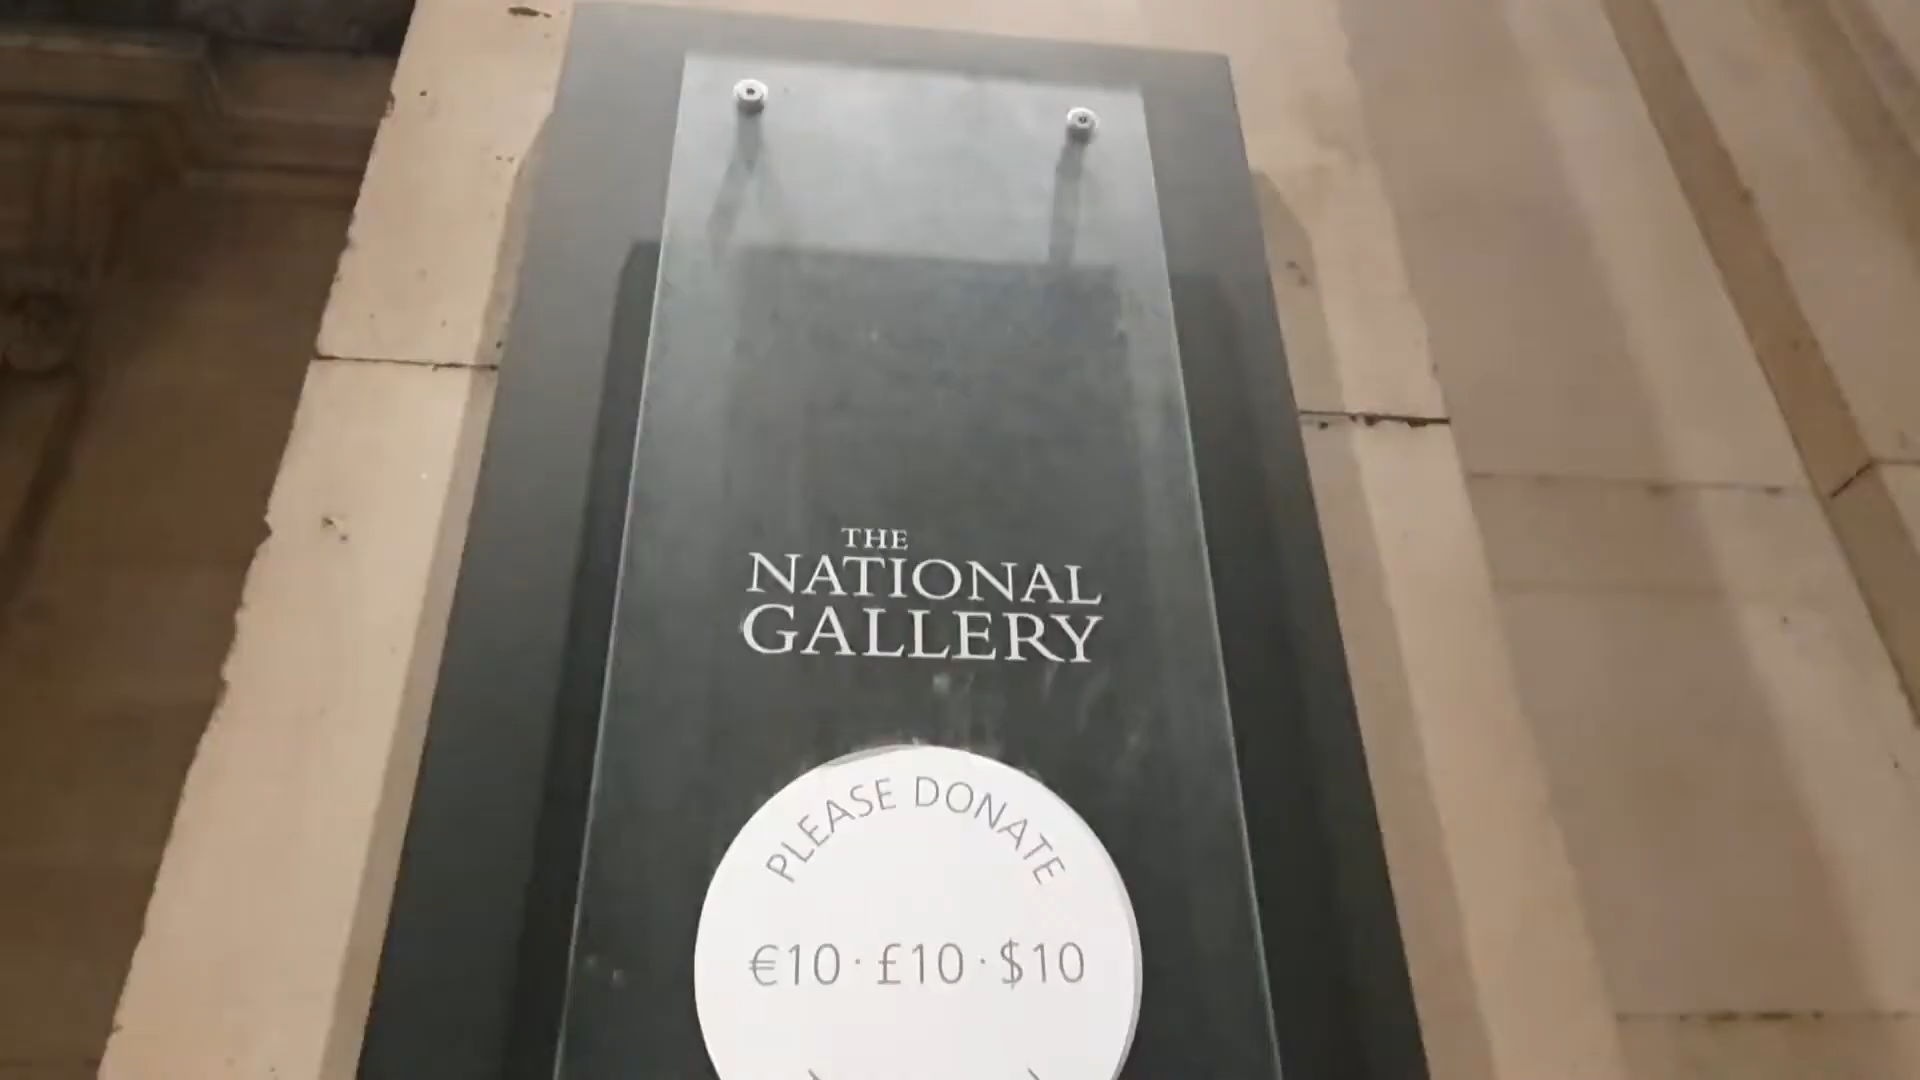 THE
NATIONAL
GALLERY
PLEASE DONATE
€10·£10·$10